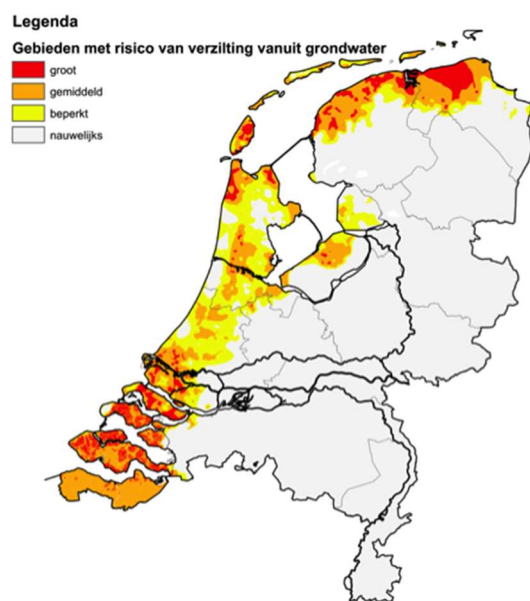 Legenda
Gebieden met risico van verzilting vanuit grondwater
groot
gemiddeld
beperkt
nauwelijks